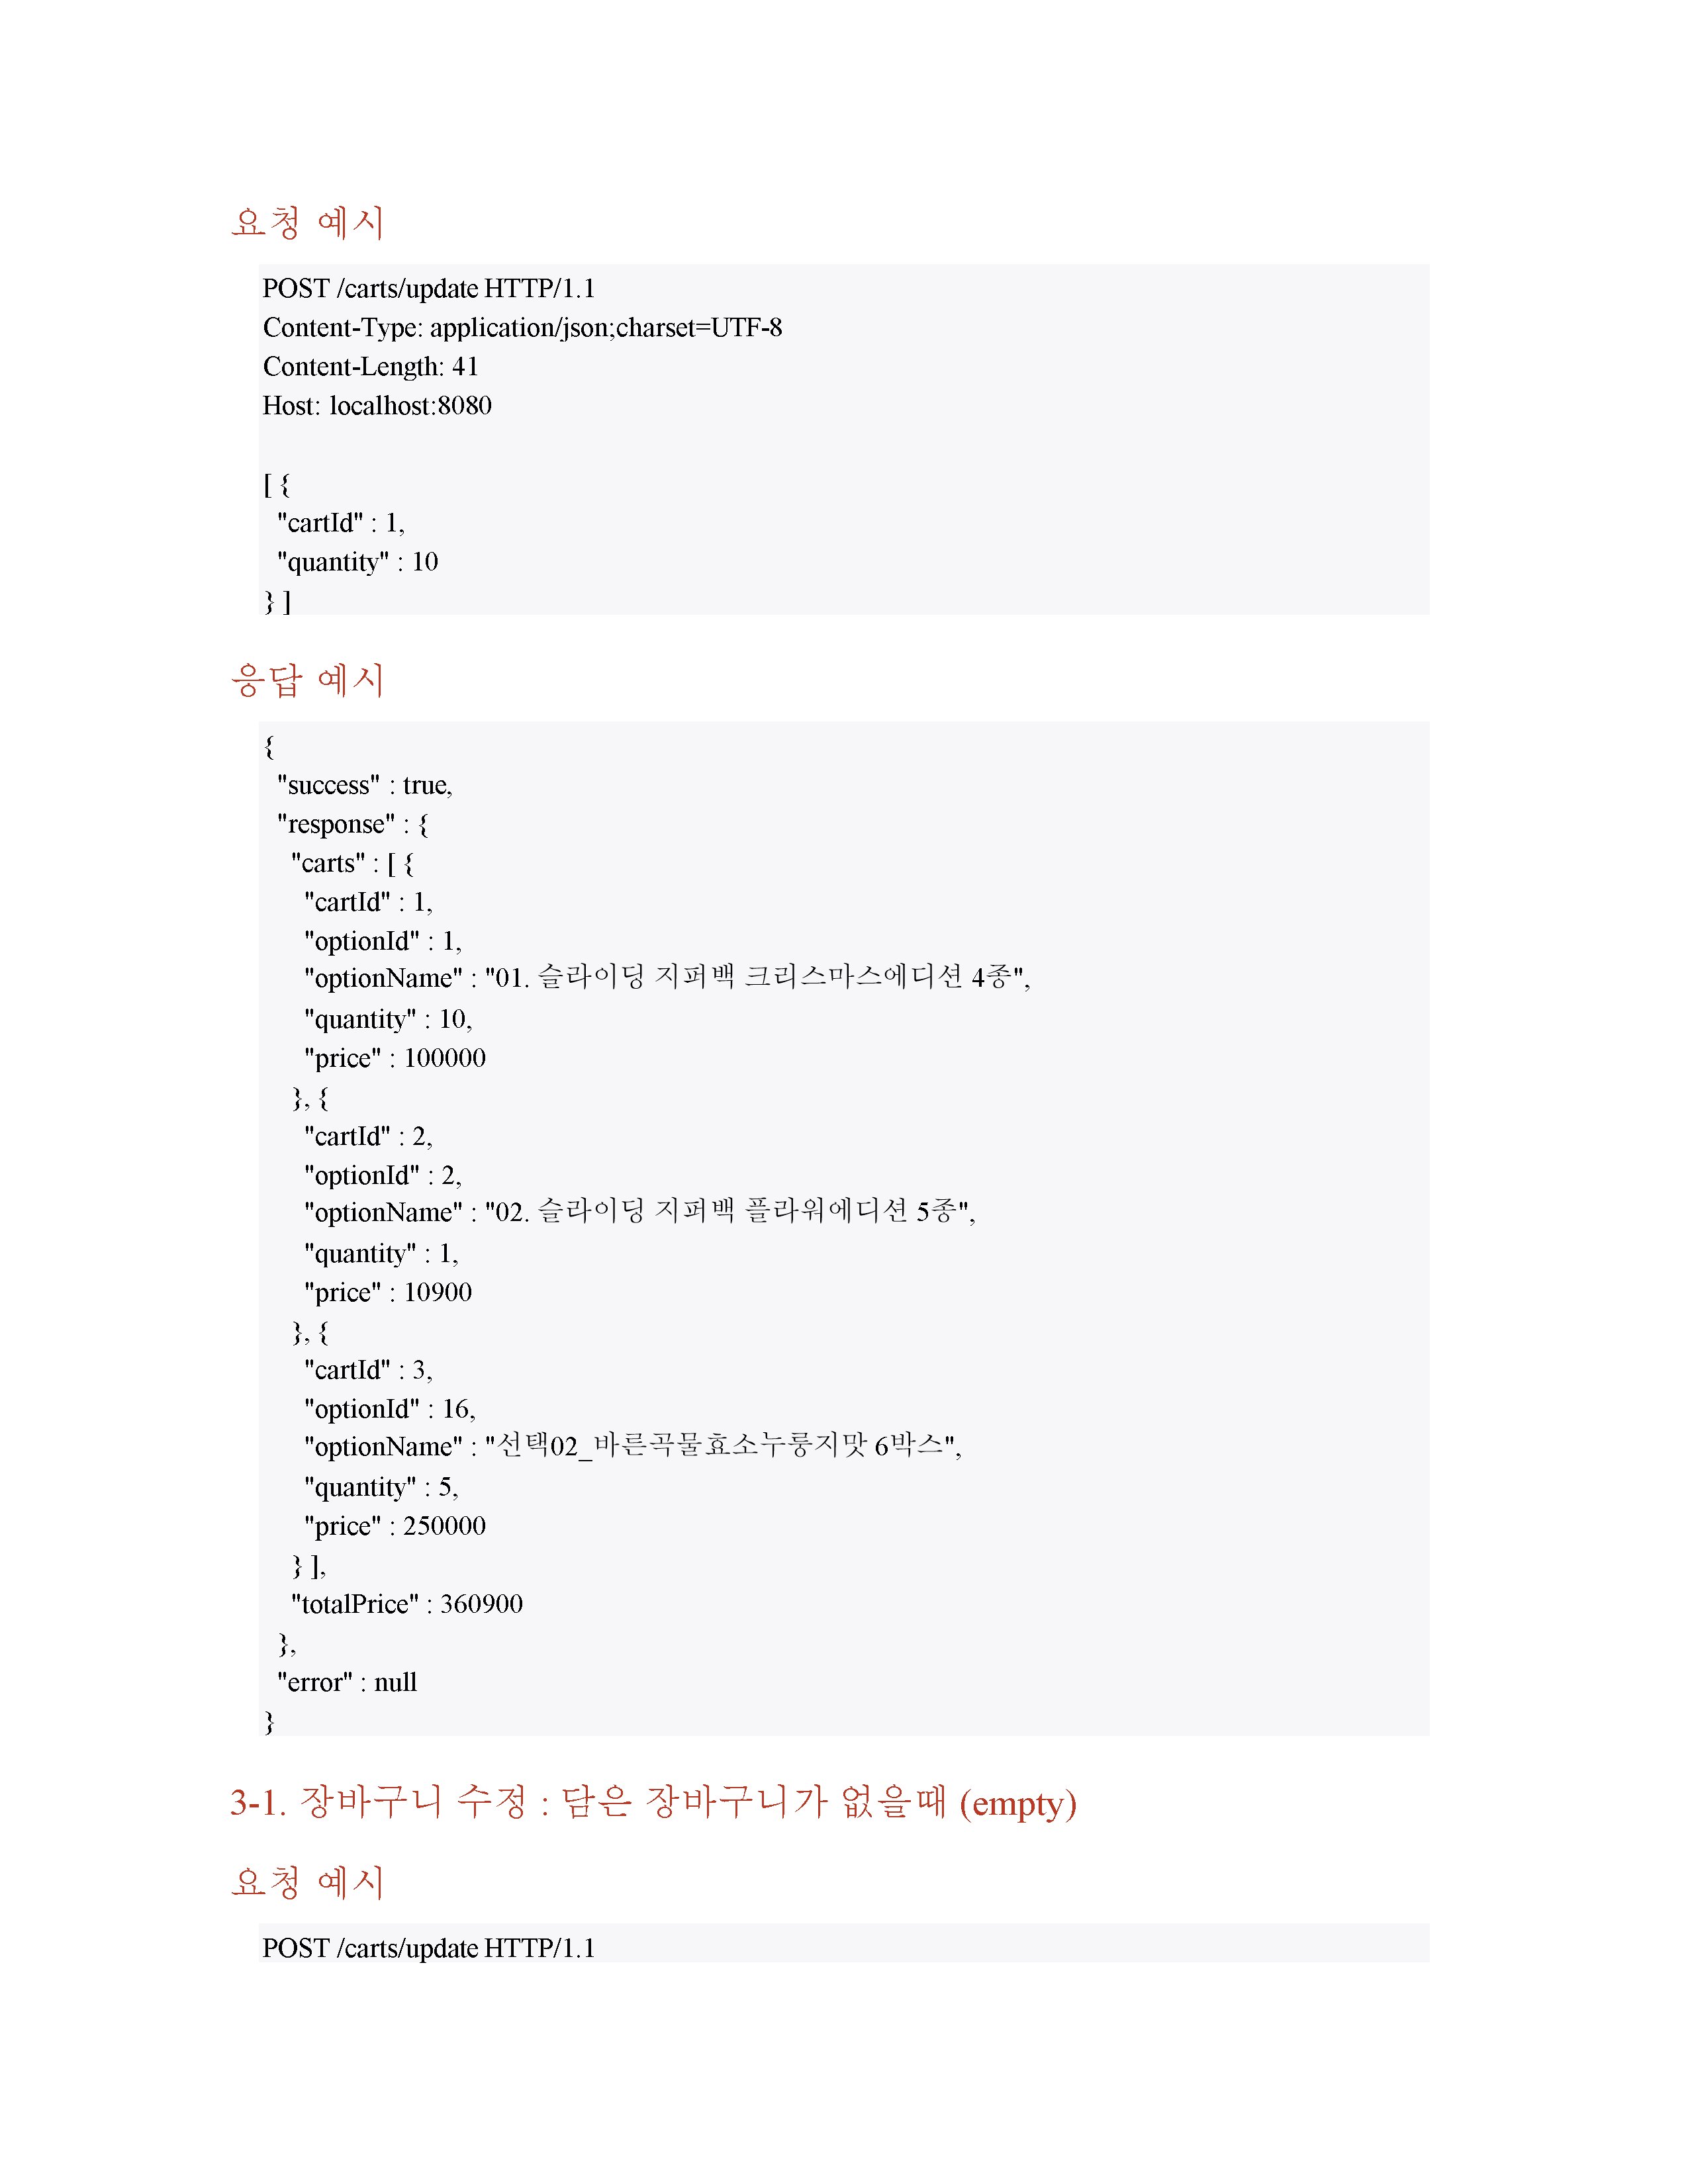 요청 예시
POST /carts/update HTTP/1.1
Content-Type: application/json;charset=UTF-8
Content-Length: 41
Host: localhost:8080
[ {
"cartId" : 1,
"quantity" : 10
} ]
응답 예시
{
"success" : true,
"response" : {
"carts" : [ {
"cartId" : 1,
"optionId" : 1,
"optionName" : "01. 슬라이딩 지퍼백 크리스마스에디션 4종",
"quantity" : 10,
"price" : 100000
}, {
"cartId" : 2,
"optionId" : 2,
"optionName" : "02. 슬라이딩 지퍼백 플라워에디션 5종",
"quantity" : 1,
"price" : 10900
}, {
"cartId" : 3,
"optionId" : 16,
"optionName" : "선택02_바른곡물효소누룽지맛 6박스",
"quantity" : 5,
"price" : 250000
} ],
"totalPrice" : 360900
},
"error" : null
}
3-1. 장바구니 수정 : 담은 장바구니가 없을때 (empty)
요청 예시
POST /carts/update HTTP/1.1